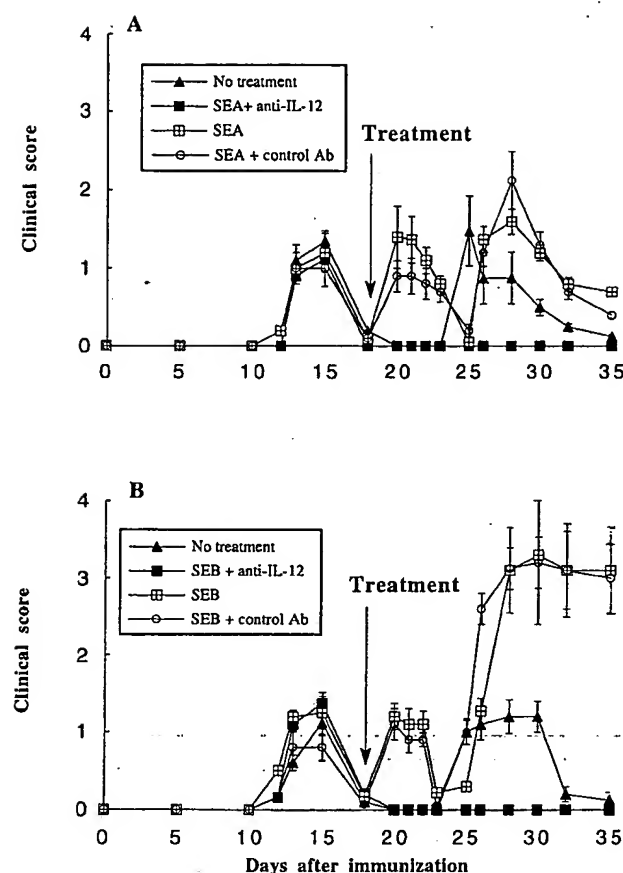 A
4
3
2
1
0
Clinical score
No treatment
SEA+ anti-IL-12
SEA
SEA + control Ab
Treatment
0 5 10 15 20 25 30 35
B
4
3
2
1
0
Clinical score
No treatment
SEB + anti-IL-12
SEB
SEB + control Ab
Treatment
0 5 10 15 20 25 30 35
Days after immunization